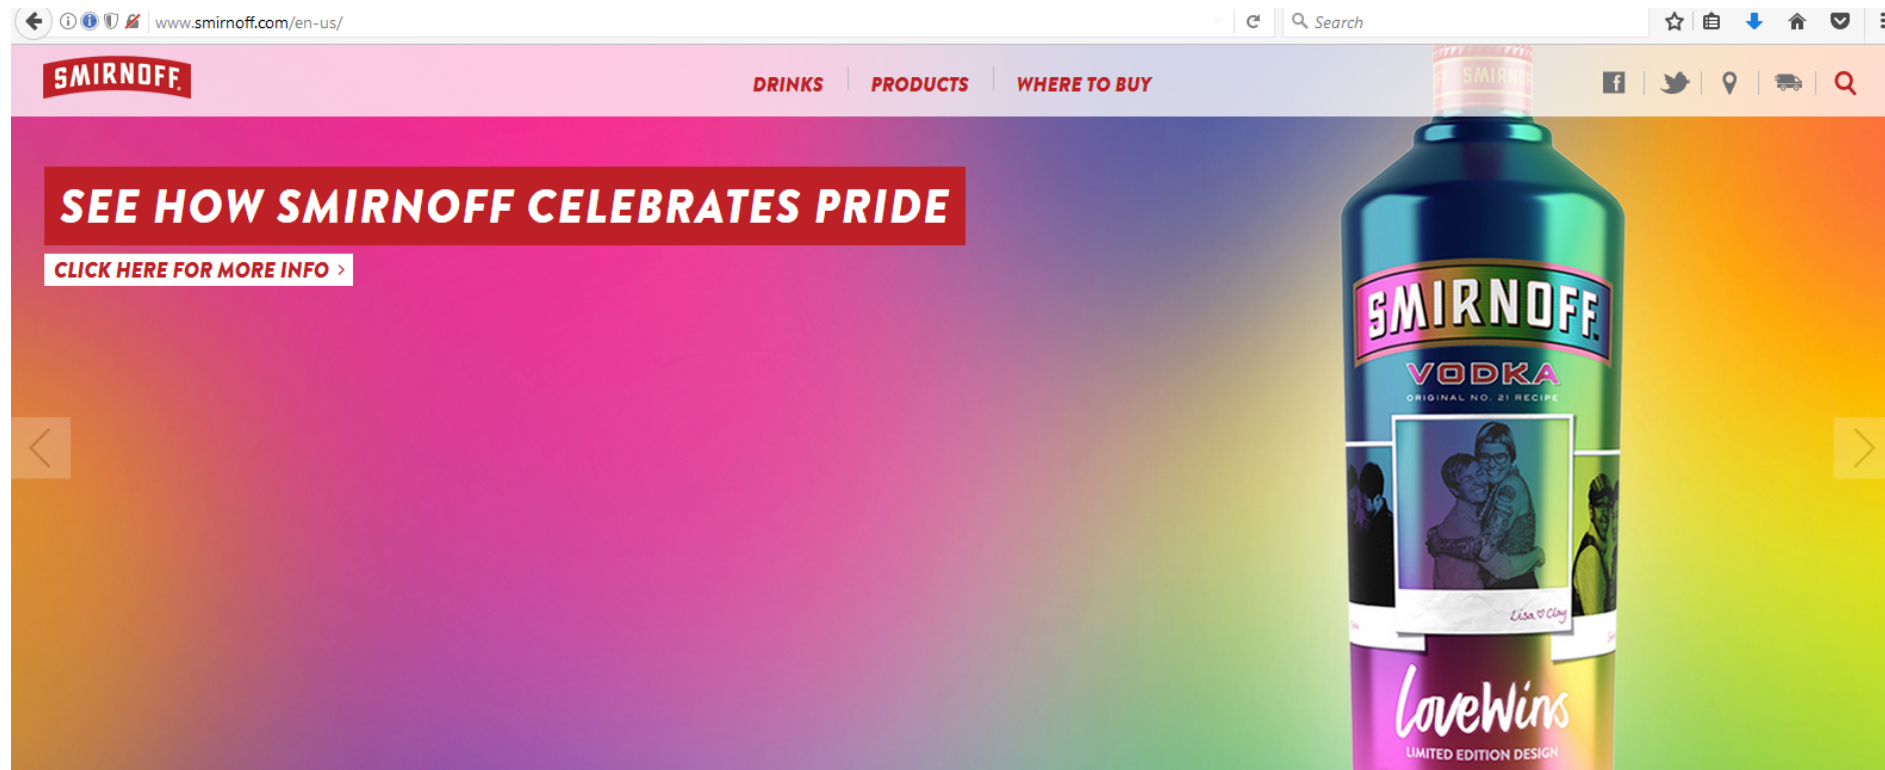 www.smirnoff.com/en-us/
Search
SMIRNOFF
DRINKS
PRODUCTS
WHERE TO BUY
SMIRNOFF
SEE HOW SMIRNOFF CELEBRATES PRIDE
CLICK HERE FOR MORE INFO >
SMIRNOFF
VODKA
ORIGINAL NO. 21 RECIPE
Lisa ♡ Clay
LoveWins
LIMITED EDITION DESIGN